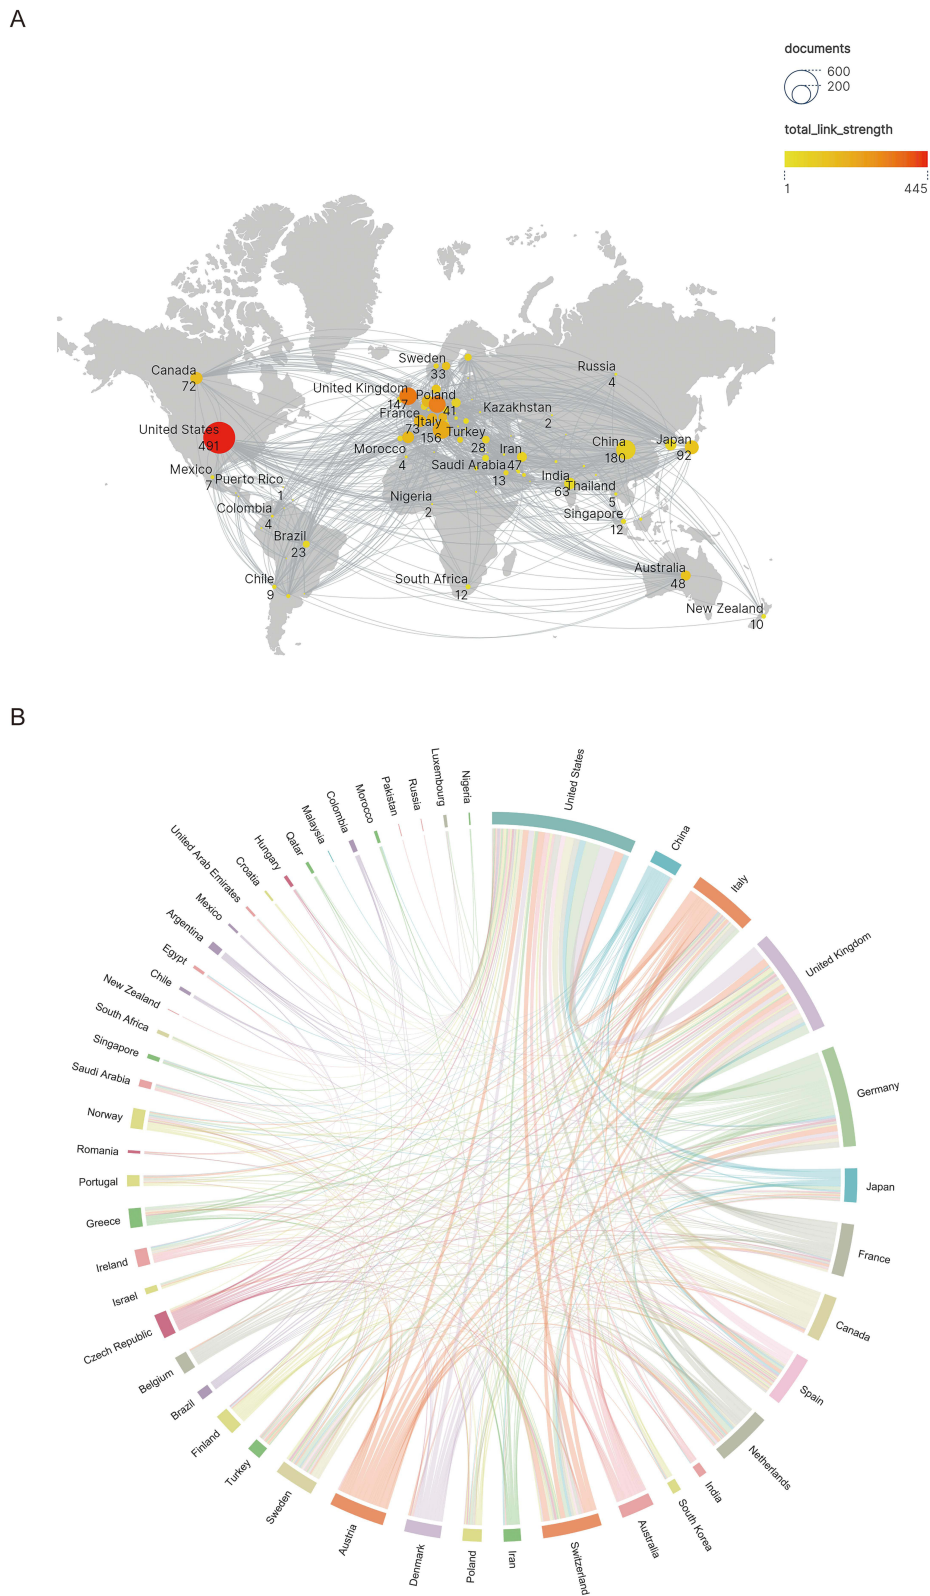 A
documents
600
200
total_link_strength
1
445
Canada
72
Sweden
33
Russia
4
United Kingdom
147
Poland
41
France
73
Italy
156
Kazakhstan
2
United States
491
Turkey
28
China
180
Japan
92
Morocco
4
Iran
47
Saudi Arabia
13
Mexico
7
Puerto Rico
1
India
63
Thailand
5
Nigeria
2
Colombia
4
Singapore
12
Brazil
23
Australia
48
Chile
9
South Africa
12
New Zealand
10
B
United States
China
Italy
United Kingdom
Germany
Japan
France
Canada
Spain
Netherlands
India
South Korea
Australia
Switzerland
Iran
Poland
Denmark
Austria
Sweden
Turkey
Finland
Brazil
Belgium
Czech Republic
Israel
Ireland
Greece
Portugal
Romania
Norway
Saudi Arabia
Singapore
South Africa
New Zealand
Chile
Egypt
Argentina
Mexico
United Arab Emirates
Croatia
Hungary
Qatar
Malaysia
Colombia
Morocco
Pakistan
Russia
Luxembourg
Nigeria